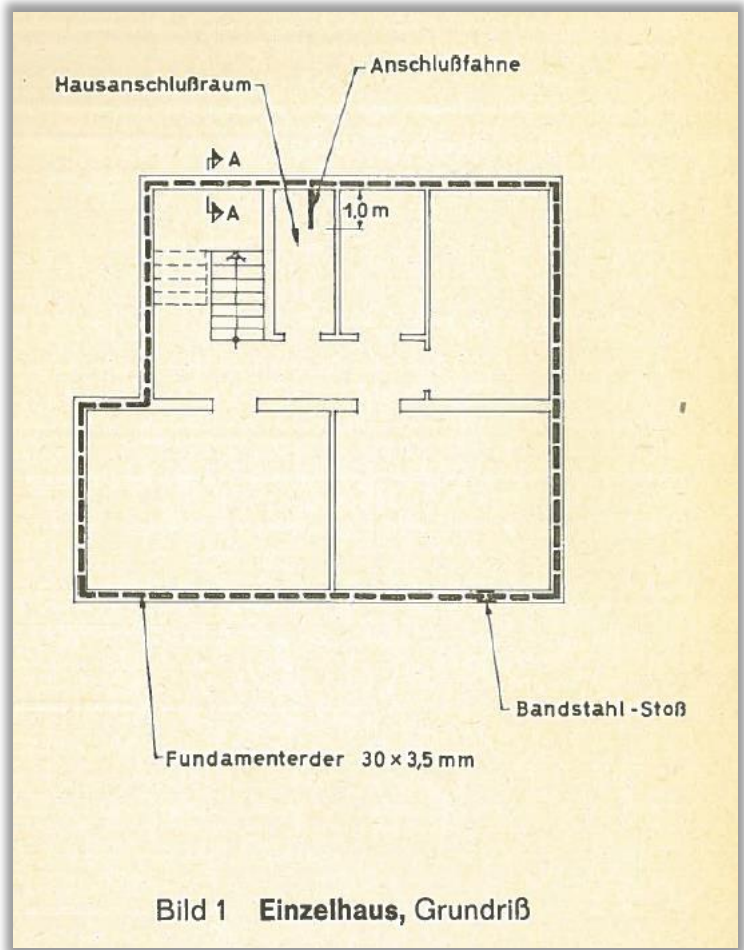 Anschlußfahne
Hausanschlußraum
A
A
1,0 m
Bandstahl-Stoß
Fundamenterder 30 × 3,5 mm
Bild 1 Einzelhaus, Grundriß